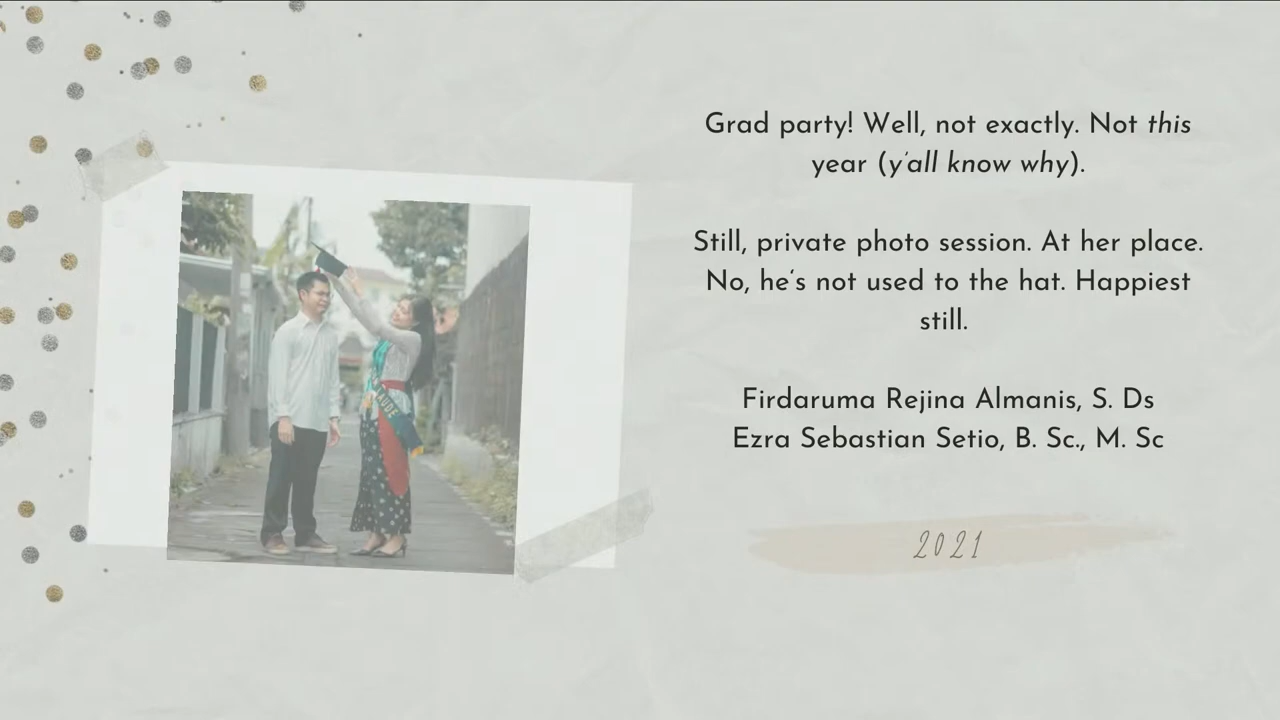 Grad party! Well, not exactly. Not this
year (y'all know why).
Still, private photo session. At her place.
No, he's not used to the hat. Happiest
still.
Firdaruma Rejina Almanis, S. Ds
Ezra Sebastian Setio, B. Sc., M. Sc
2021